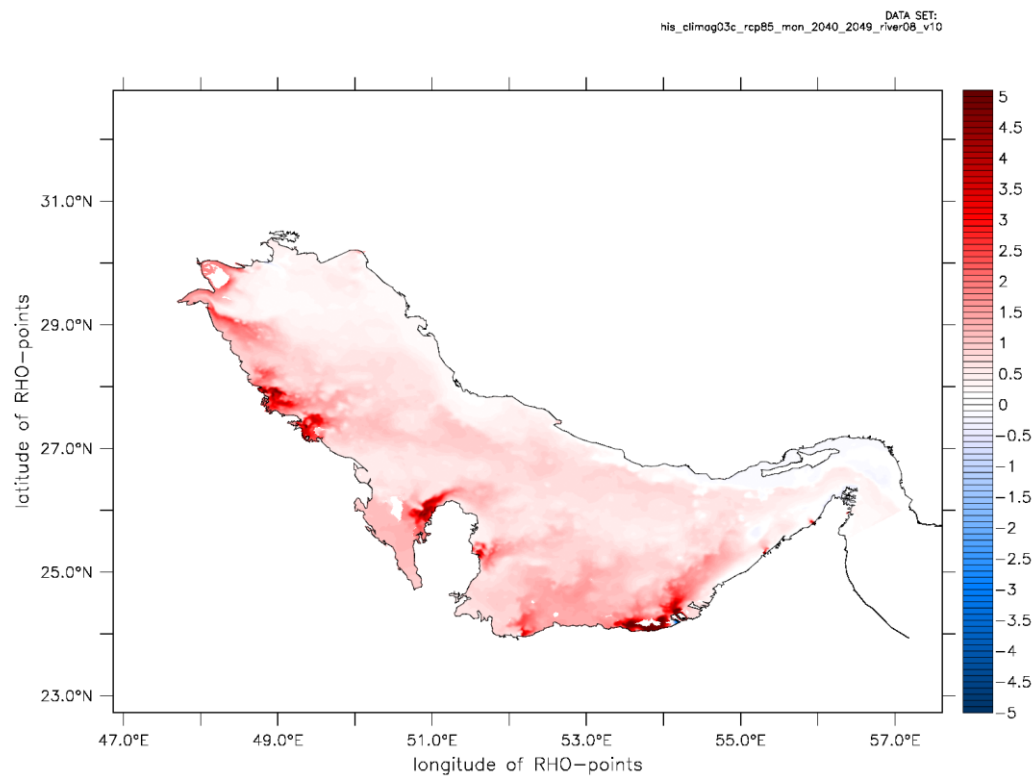 DATA SET:
his_climag03c_rcp85_mon_2040_2049_river08_v10
5
4.5
4
3.5
3
2.5
2
1.5
1
0.5
0
−0.5
−1
−1.5
−2
−2.5
−3
−3.5
−4
−4.5
−5
31.0°N
29.0°N
27.0°N
25.0°N
23.0°N
latitude of RHO−points
47.0°E 49.0°E 51.0°E 53.0°E 55.0°E 57.0°E
longitude of RHO−points